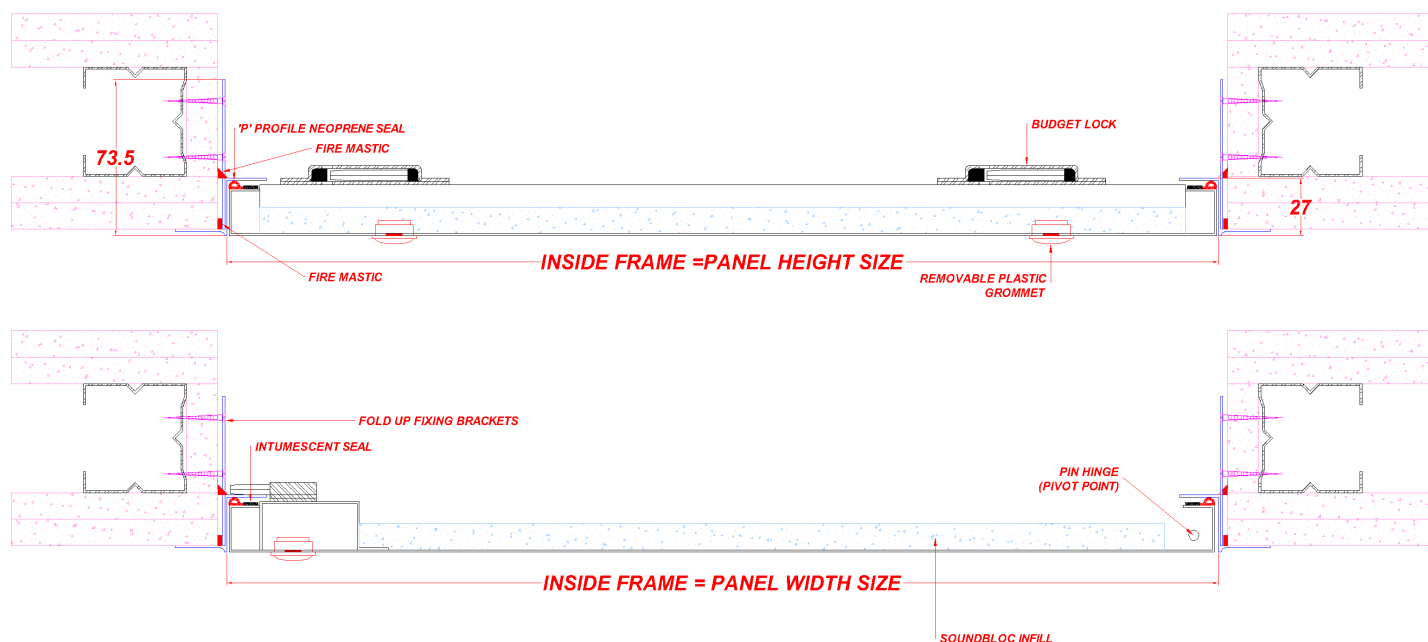 'P' PROFILE NEOPRENE SEAL
BUDGET LOCK
FIRE MASTIC
73.5
27
INSIDE FRAME =PANEL HEIGHT SIZE
FIRE MASTIC
REMOVABLE PLASTIC
GROMMET
FOLD UP FIXING BRACKETS
INTUMESCENT SEAL
PIN HINGE
(PIVOT POINT)
INSIDE FRAME = PANEL WIDTH SIZE
SOUNDBLOC INFILL